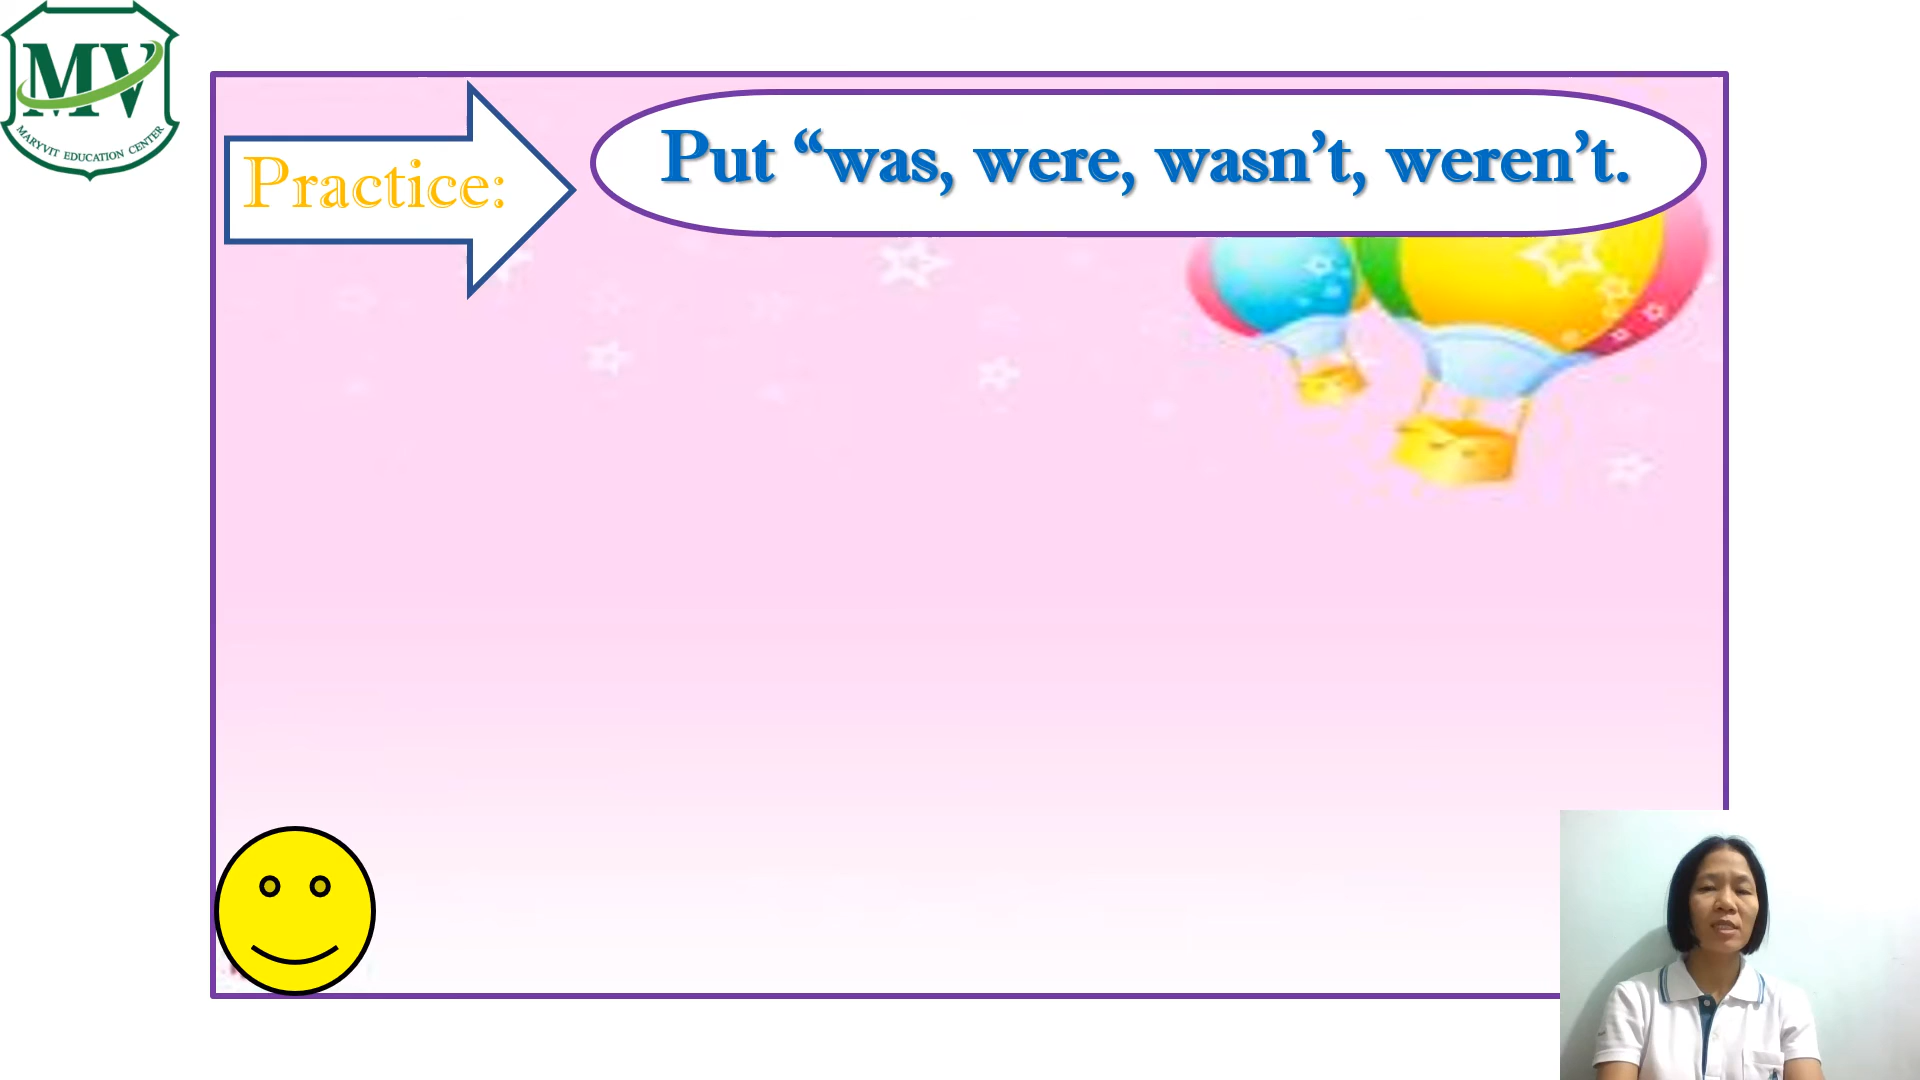 MV
MARYVIT EDUCATION CENTER
Practice:
Put “was, were, wasn’t, weren’t.